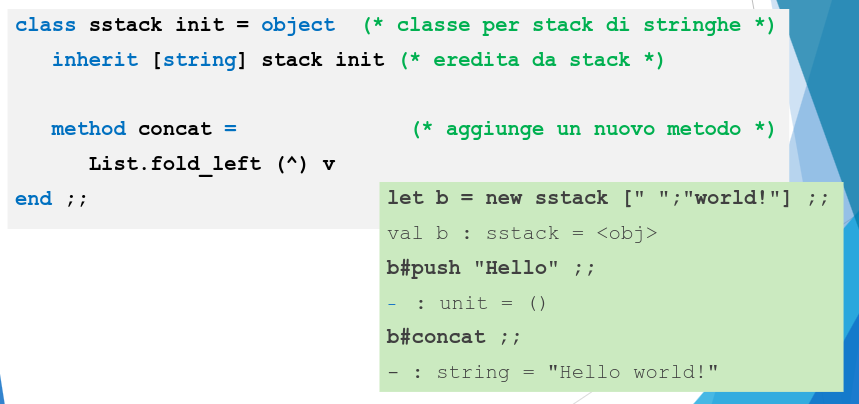 class sstack init = object (* classe per stack di stringhe *)
inherit [string] stack init (* eredita da stack *)
method concat = (* aggiunge un nuovo metodo *)
List.fold_left (^) v
end ;;
let b = new sstack [" ";"world!"] ;;
val b : sstack = <obj>
b#push "Hello" ;;
- : unit = ()
b#concat ;;
- : string = "Hello world!"